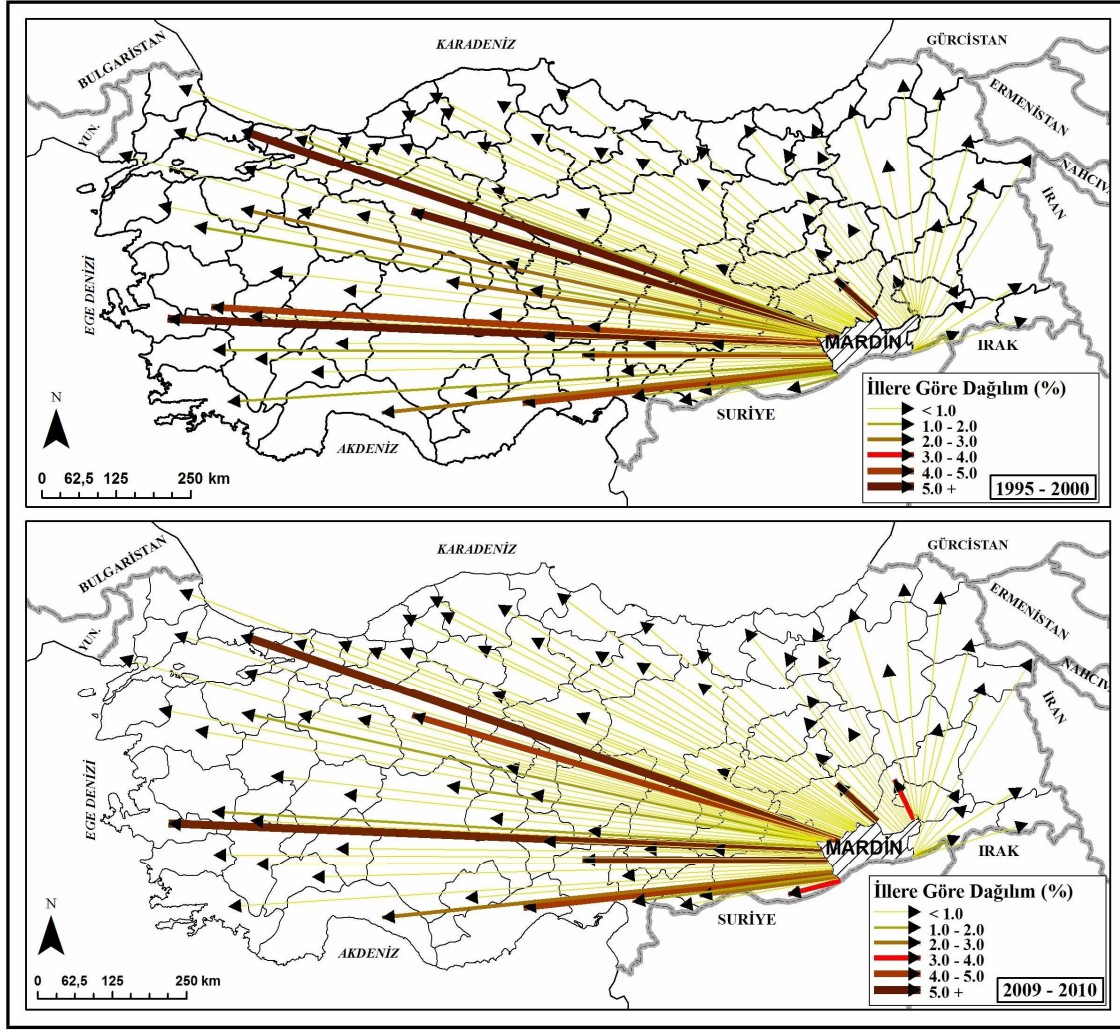 BULGARİSTAN
KARADENİZ
GÜRCİSTAN
ERMENİSTAN
YUN.
NAHCIVA
İRAN
EGE DENİZİ
MARDİN
IRAK
SURİYE
AKDENİZ
N
0 62,5 125 250 km
İllere Göre Dağılım (%)
< 1.0
1.0 - 2.0
2.0 - 3.0
3.0 - 4.0
4.0 - 5.0
5.0 +
1995 - 2000
BULGARİSTAN
KARADENİZ
GÜRCİSTAN
ERMENİSTAN
YUN.
NAHCIVA
İRAN
EGE DENİZİ
MARDİN
IRAK
SURİYE
AKDENİZ
N
0 62,5 125 250 km
İllere Göre Dağılım (%)
< 1.0
1.0 - 2.0
2.0 - 3.0
3.0 - 4.0
4.0 - 5.0
5.0 +
2009 - 2010